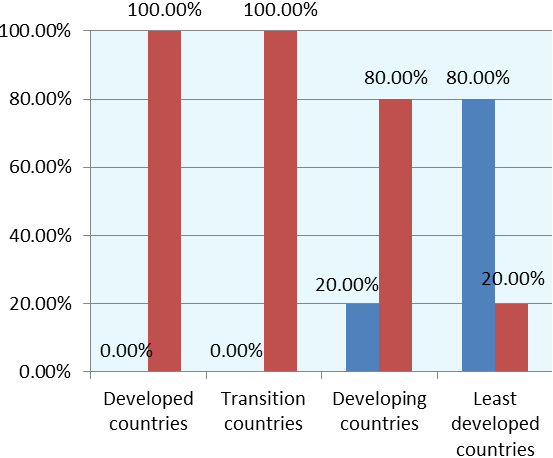 100.00%
100.00%
100.00%
80.00%
80.00%
80.00%
60.00%
40.00%
20.00%
20.00%
20.00%
0.00%
0.00%
0.00%
Developed
countries
Transition
countries
Developing
countries
Least
developed
countries